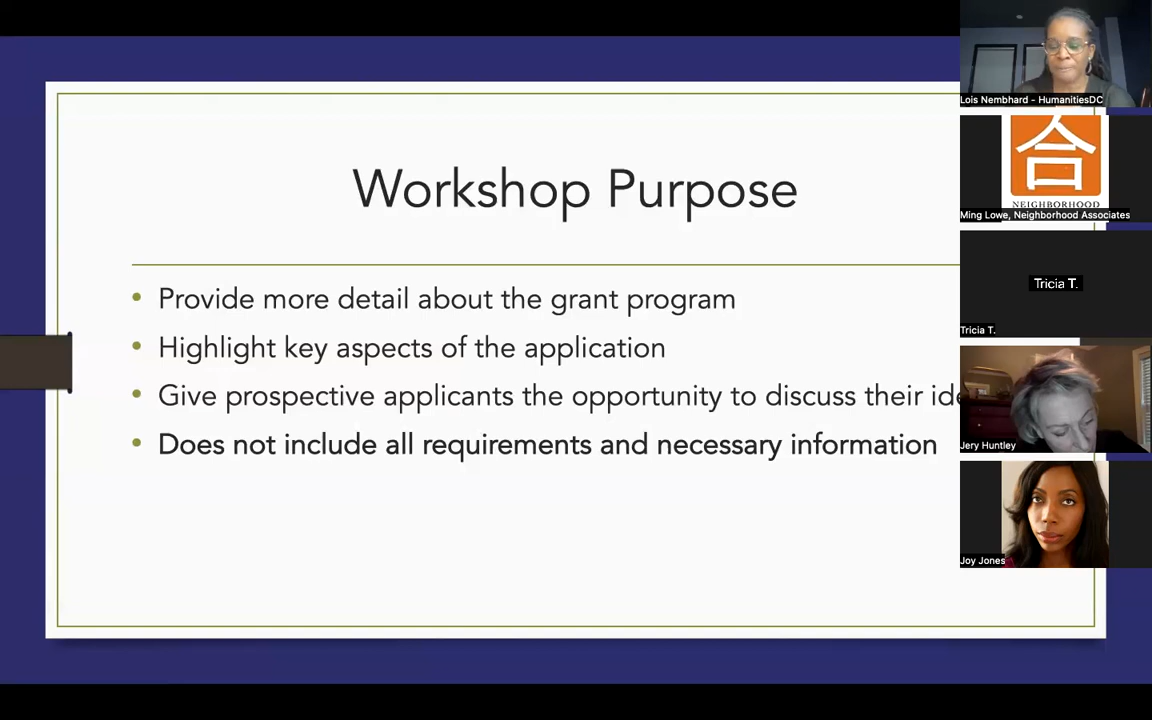 Workshop Purpose
Provide more detail about the grant program
Highlight key aspects of the application
Give prospective applicants the opportunity to discuss their ide
Does not include all requirements and necessary information
Lois Nembhard - HumanitiesDC
合
NEIGHBORHOOD
Ming Lowe, Neighborhood Associates
Tricia T.
Tricia T.
Jery Huntley
Joy Jones